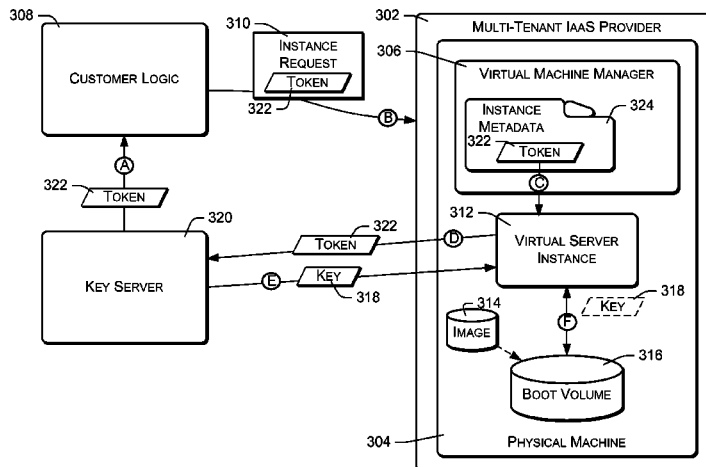 308
CUSTOMER LOGIC
310
INSTANCE
REQUEST
322
TOKEN
B
302
MULTI-TENANT IAAS PROVIDER
306
VIRTUAL MACHINE MANAGER
INSTANCE
METADATA
324
322
TOKEN
C
A
322
TOKEN
320
KEY SERVER
322
TOKEN
D
E
KEY
318
312
VIRTUAL SERVER
INSTANCE
314
IMAGE
KEY
318
F
316
BOOT VOLUME
304
PHYSICAL MACHINE